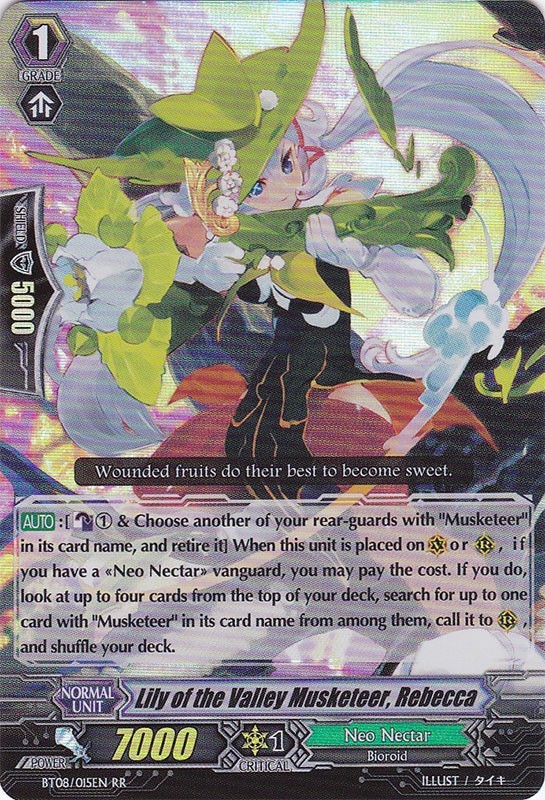 1
GRADE
SHIELD
5000
Wounded fruits do their best to become sweet.
AUTO :[ ① & Choose another of your rear-guards with "Musketeer"
in its card name, and retire it] When this unit is placed on V or R, if
you have a «Neo Nectar» vanguard, you may pay the cost. If you do,
look at up to four cards from the top of your deck, search for up to one
card with "Musketeer" in its card name from among them, call it to R,
and shuffle your deck.
NORMAL
UNIT
Lily of the Valley Musketeer, Rebecca
POWER
7000
1
CRITICAL
Neo Nectar
Bioroid
BT08/015EN RR
ILLUST / タイキ